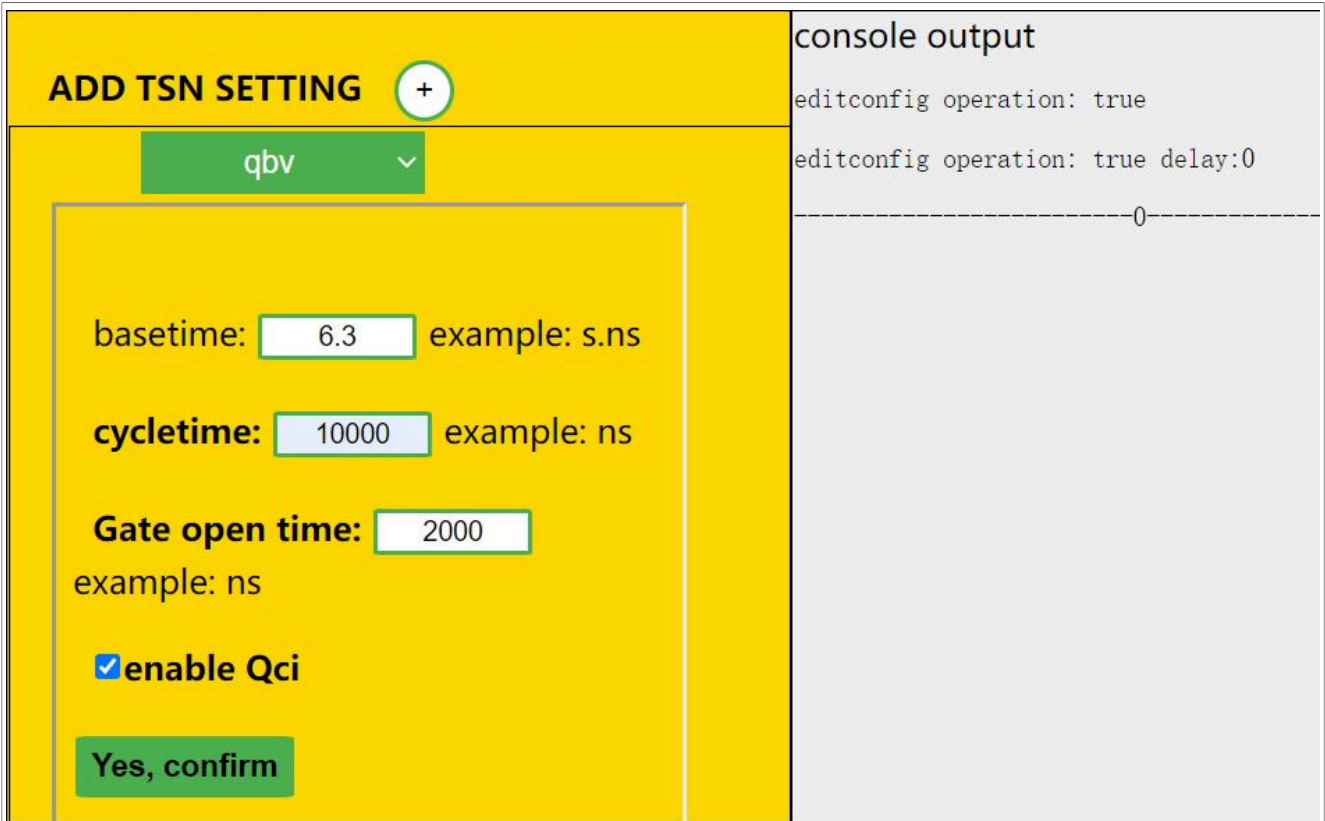 ADD TSN SETTING +
qbv
basetime: 6.3 example: s.ns
cycletime: 10000 example: ns
Gate open time: 2000
example: ns
enable Qci
Yes, confirm
console output
editconfig operation: true
editconfig operation: true delay:0
-------------------------0-------------